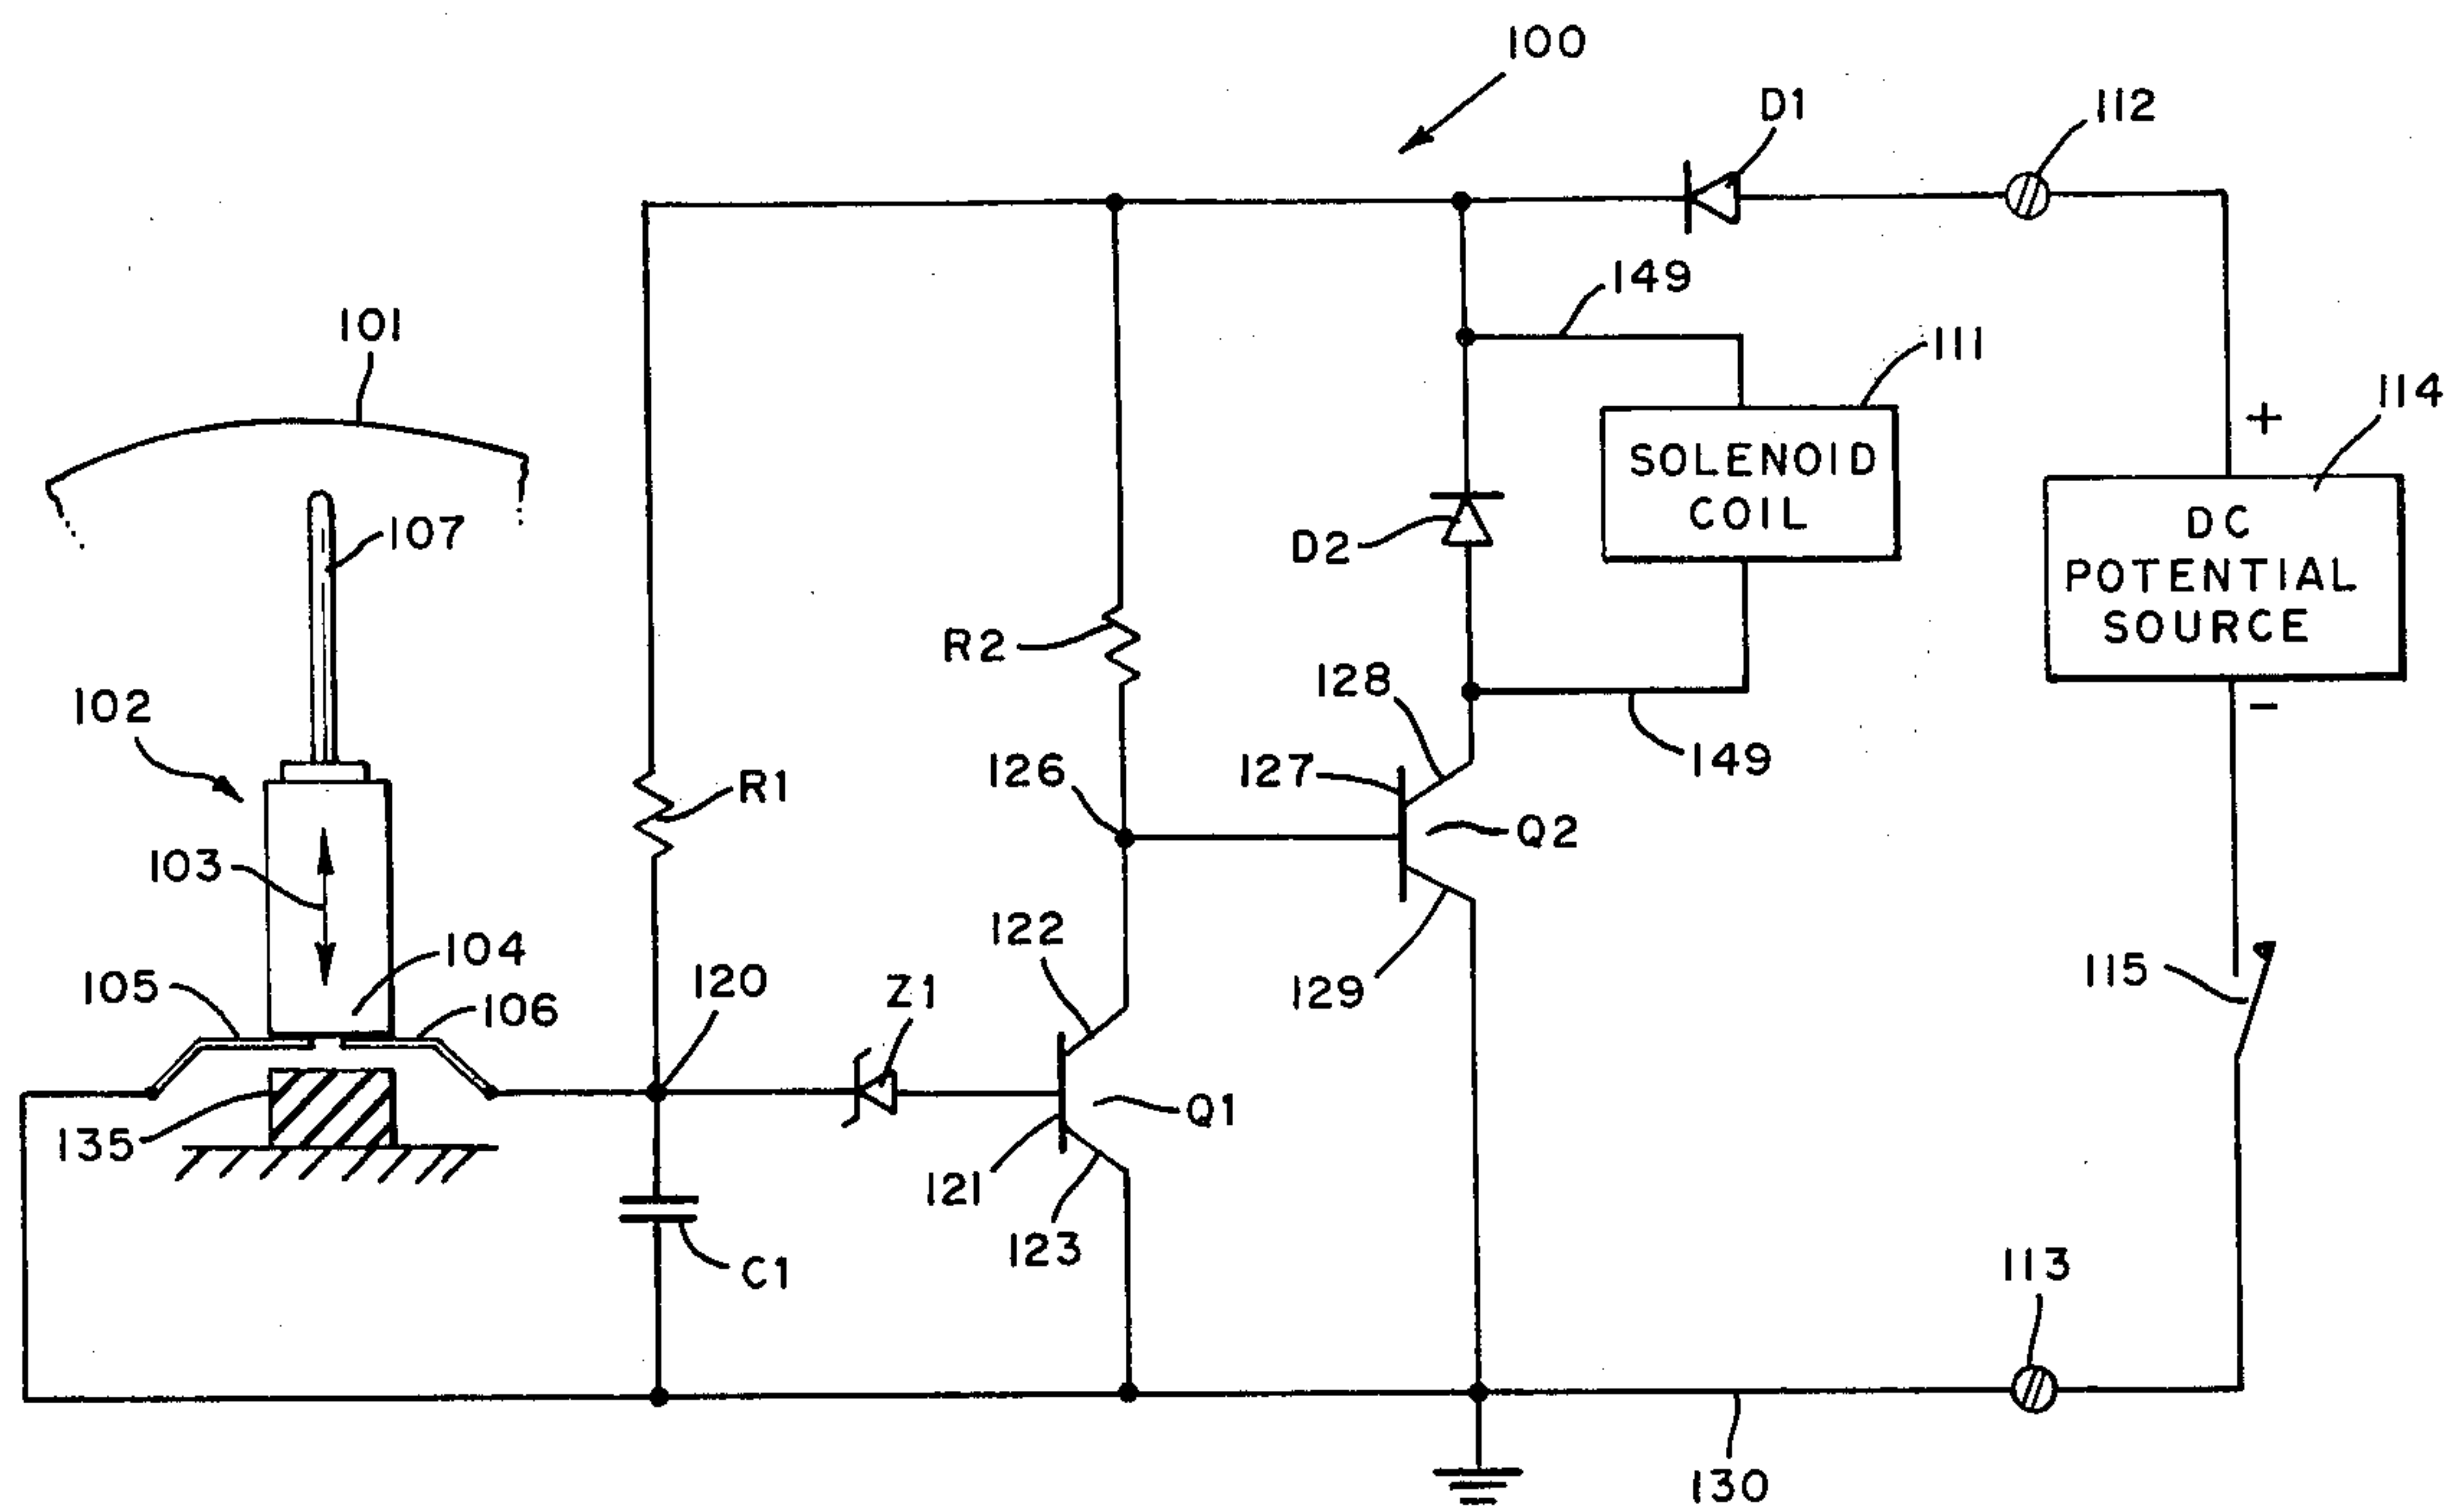 100
D1
112
149
101
111
114
+
SOLENOID
COIL
DC
POTENTIAL
SOURCE
107
D2
R2
128
102
−
149
126
127
R1
Q2
103
122
104
129
115
105
106
120
Z1
135
121
Q1
123
C1
113
130